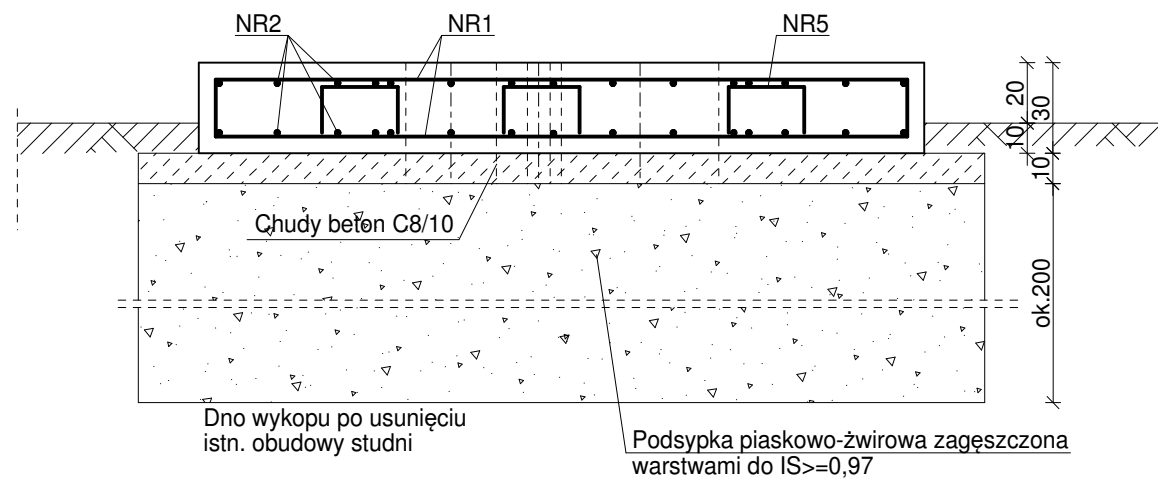 NR2
NR1
NR5
20
30
10
10
Chudy beton C8/10
ok.200
Dno wykopu po usunięciu
istn. obudowy studni
Podsypka piaskowo-żwirowa zagęszczona
warstwami do IS>=0,97